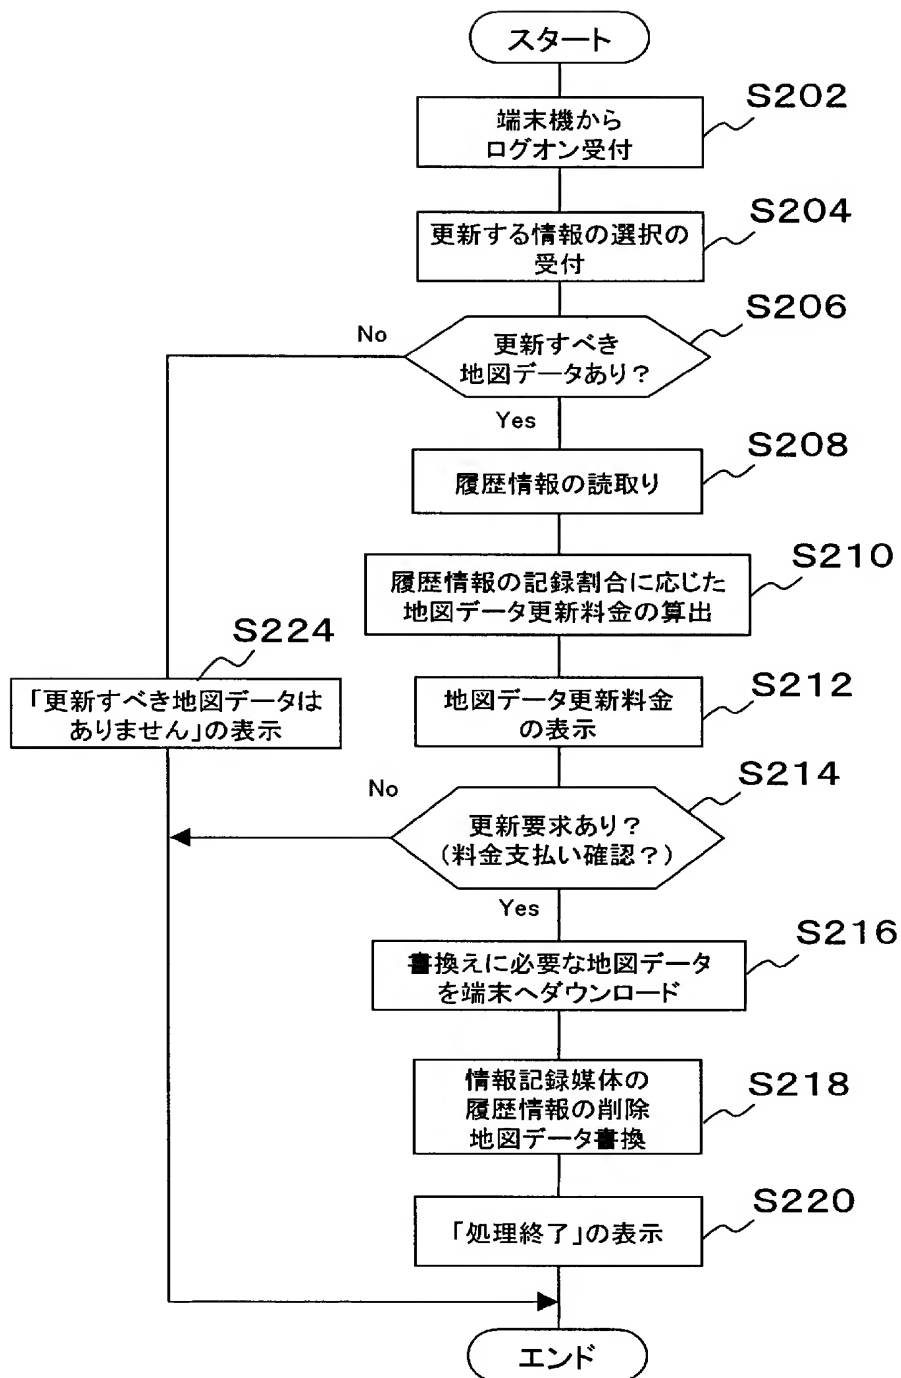 スタート
S202
端末機から
ログオン受付
S204
更新する情報の選択の
受付
S206
No
更新すべき
地図データあり？
Yes
S208
履歴情報の読取り
S210
履歴情報の記録割合に応じた
地図データ更新料金の算出
S224
「更新すべき地図データは
ありません」の表示
S212
地図データ更新料金
の表示
S214
No
更新要求あり？
(料金支払い確認？)
Yes
S216
書換えに必要な地図データ
を端末へダウンロード
S218
情報記録媒体の
履歴情報の削除
地図データ書換
S220
「処理終了」の表示
エンド